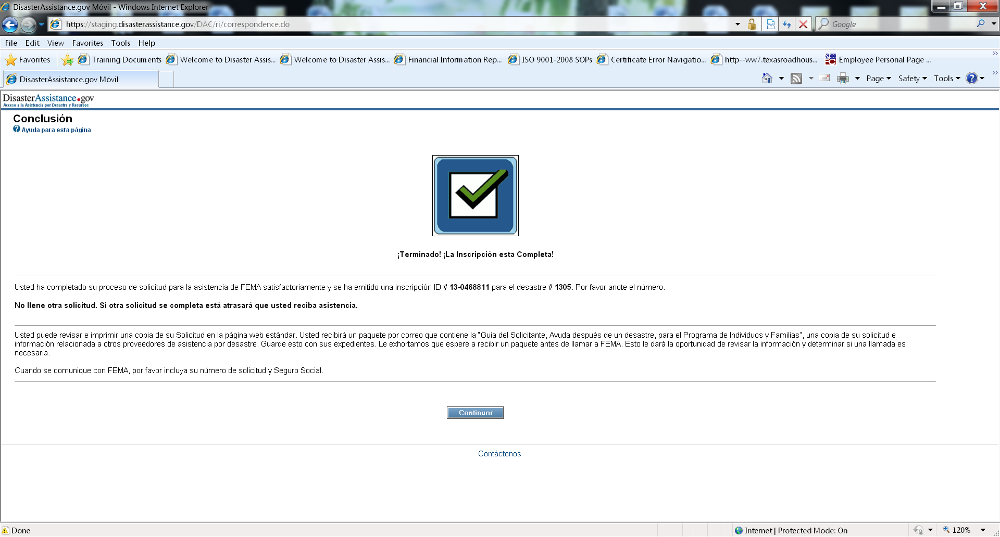 DisasterAssistance.gov Móvil - Windows Internet Explorer
https://staging.disasterassistance.gov/DAC/ri/correspondence.do
Google
File Edit View Favorites Tools Help
Favorites Training Documents Welcome to Disaster Assis... Welcome to Disaster Assis... Financial Information Rep... ISO 9001-2008 SOPs Certificate Error Navigatio... http--ww7.texasroadhous... Employee Personal Page ...
DisasterAssistance.gov Móvil
Page Safety Tools
DisasterAssistance.gov
Acceso a la Asistencia por Desastre y Recursos
Conclusión
Ayuda para esta página
¡Terminado! ¡La Inscripción esta Completa!
Usted ha completado su proceso de solicitud para la asistencia de FEMA satisfactoriamente y se ha emitido una inscripción ID # 13-0468811 para el desastre # 1305. Por favor anote el número.
No llene otra solicitud. Si otra solicitud se completa está atrasará que usted reciba asistencia.
Usted puede revisar e imprimir una copia de su Solicitud en la página web estándar. Usted recibirá un paquete por correo que contiene la "Guía del Solicitante, Ayuda después de un desastre, para el Programa de Individuos y Familias", una copia de su solicitud e
información relacionada a otros proveedores de asistencia por desastre. Guarde esto con sus expedientes. Le exhortamos que espere a recibir un paquete antes de llamar a FEMA. Esto le dará la oportunidad de revisar la información y determinar si una llamada es
necesaria.
Cuando se comunique con FEMA, por favor incluya su número de solicitud y Seguro Social.
Continuar
Contáctenos
Done
Internet | Protected Mode: On
120%